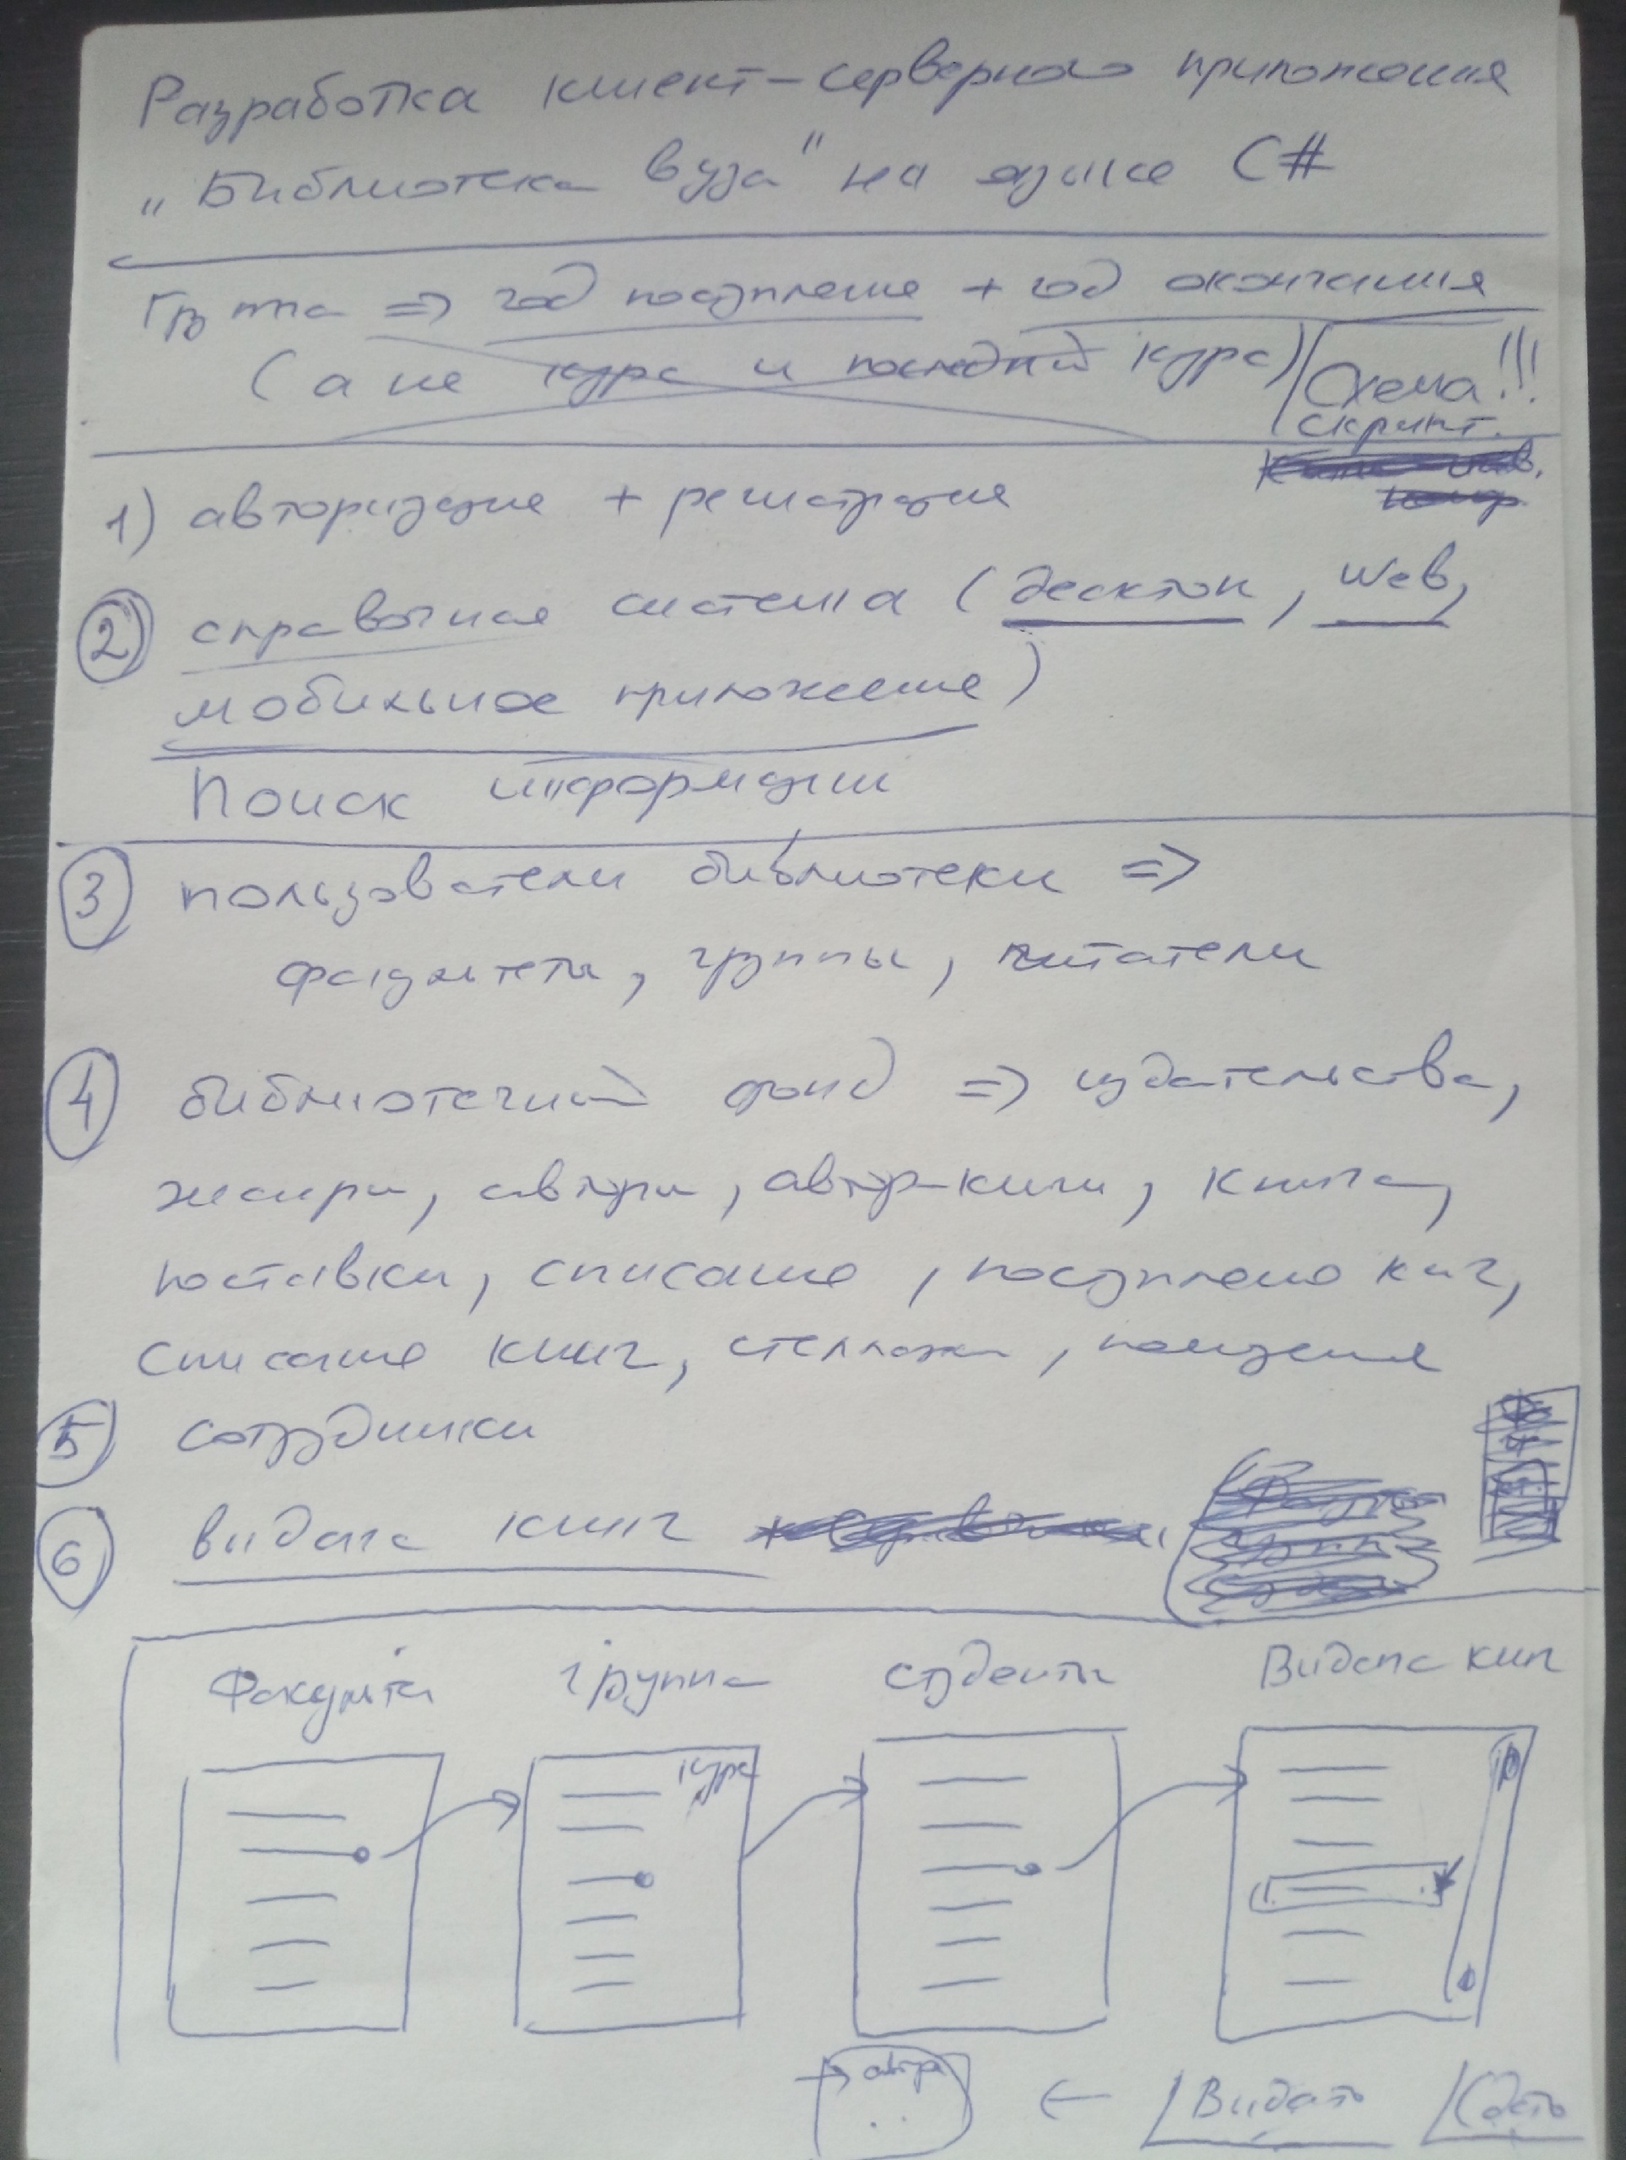 Разработка клиент-серверного приложения
"Библиотека вуза" на языке C#
Группа => год поступления + год окончания
(а не курс и последний курс)
Схема!!!
скрипт.
1) авторизация + регистрация
2 справочная система (десктоп, web,
мобильное приложение)
Поиск информации
3 пользователи библиотеки =>
факультеты, группы, читатели
4 библиотечный фонд => издательства,
жанры, авторы, автор-книги, книга,
поставки, списание, поступление книг,
списание книг, стеллажи, помещения
5 сотрудники
6 выдача книг
Факультет группа студенты Выдача книг
курс
автор
Выдать Сдать